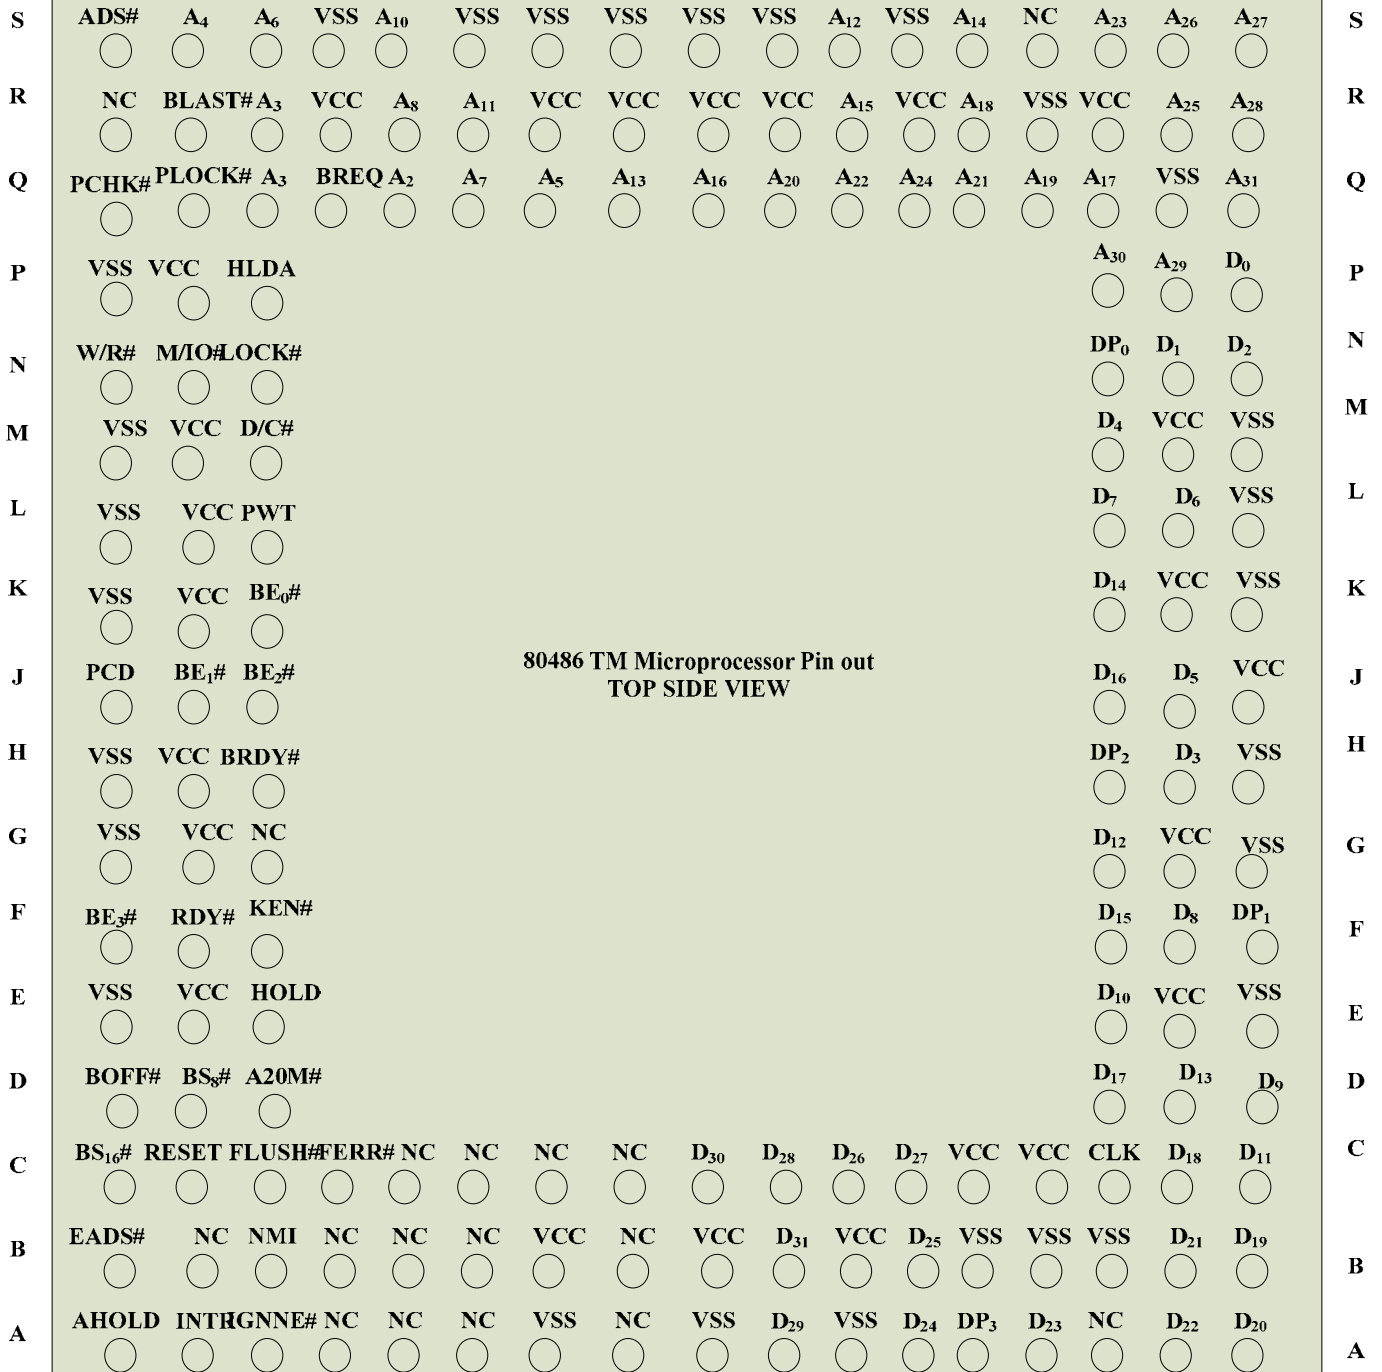 S ADS# A4 A6 VSS A10 VSS VSS VSS VSS VSS A12 VSS A14 NC A23 A26 A27 S
R NC BLAST# A3 VCC A8 A11 VCC VCC VCC VCC A15 VCC A18 VSS VCC A25 A28 R
Q PCHK# PLOCK# A3 BREQ A2 A7 A5 A13 A16 A20 A22 A24 A21 A19 A17 VSS A31 Q
P VSS VCC HLDA A30 A29 D0 P
N W/R# M/IO# LOCK# DP0 D1 D2 N
M VSS VCC D/C# D4 VCC VSS M
L VSS VCC PWT D7 D6 VSS L
K VSS VCC BE0# D14 VCC VSS K
80486 TM Microprocessor Pin out
TOP SIDE VIEW
J PCD BE1# BE2# D16 D5 VCC J
H VSS VCC BRDY# DP2 D3 VSS H
G VSS VCC NC D12 VCC VSS G
F BE3# RDY# KEN# D15 D8 DP1 F
E VSS VCC HOLD D10 VCC VSS E
D BOFF# BS8# A20M# D17 D13 D9 D
C BS16# RESET FLUSH# FERR# NC NC NC NC D30 D28 D26 D27 VCC VCC CLK D18 D11 C
B EADS# NC NMI NC NC NC VCC NC VCC D31 VCC D25 VSS VSS VSS D21 D19 B
A AHOLD INTR IGNNE# NC NC NC VSS NC VSS D29 VSS D24 DP3 D23 NC D22 D20 A